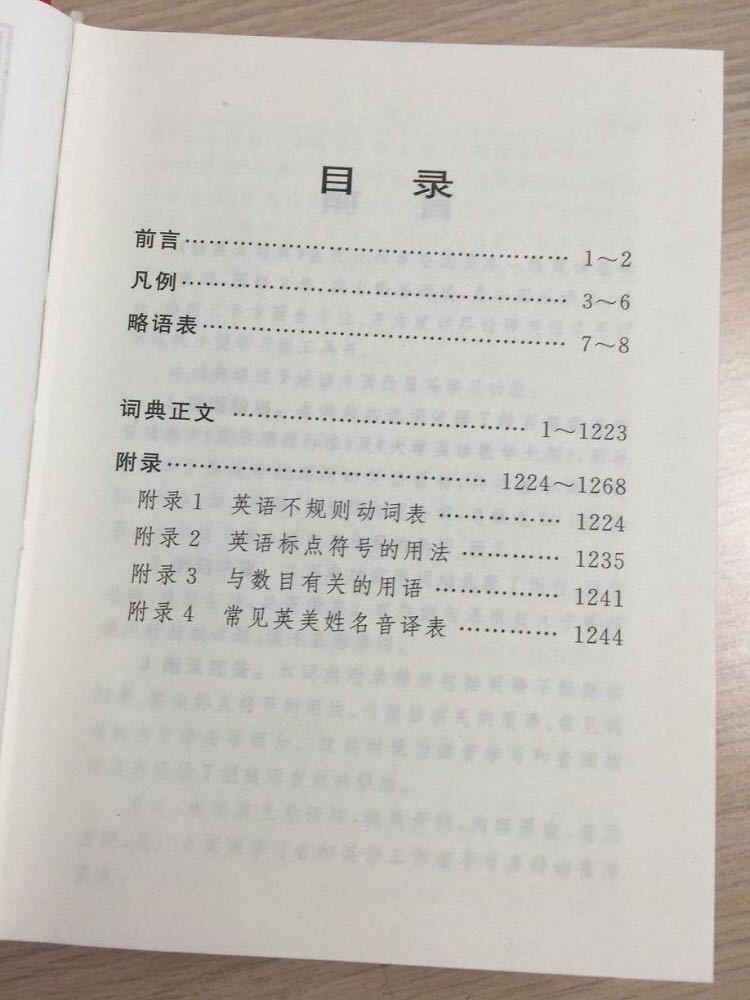 目 录
前言…………………………………………… 1～2
凡例…………………………………………… 3～6
略语表………………………………………… 7～8
词典正文 …………………………………… 1～1223
附录…………………………………… 1224～1268
附录1 英语不规则动词表 …………… 1224
附录2 英语标点符号的用法 ………… 1235
附录3 与数目有关的用语 …………… 1241
附录4 常见英美姓名音译表 ………… 1244